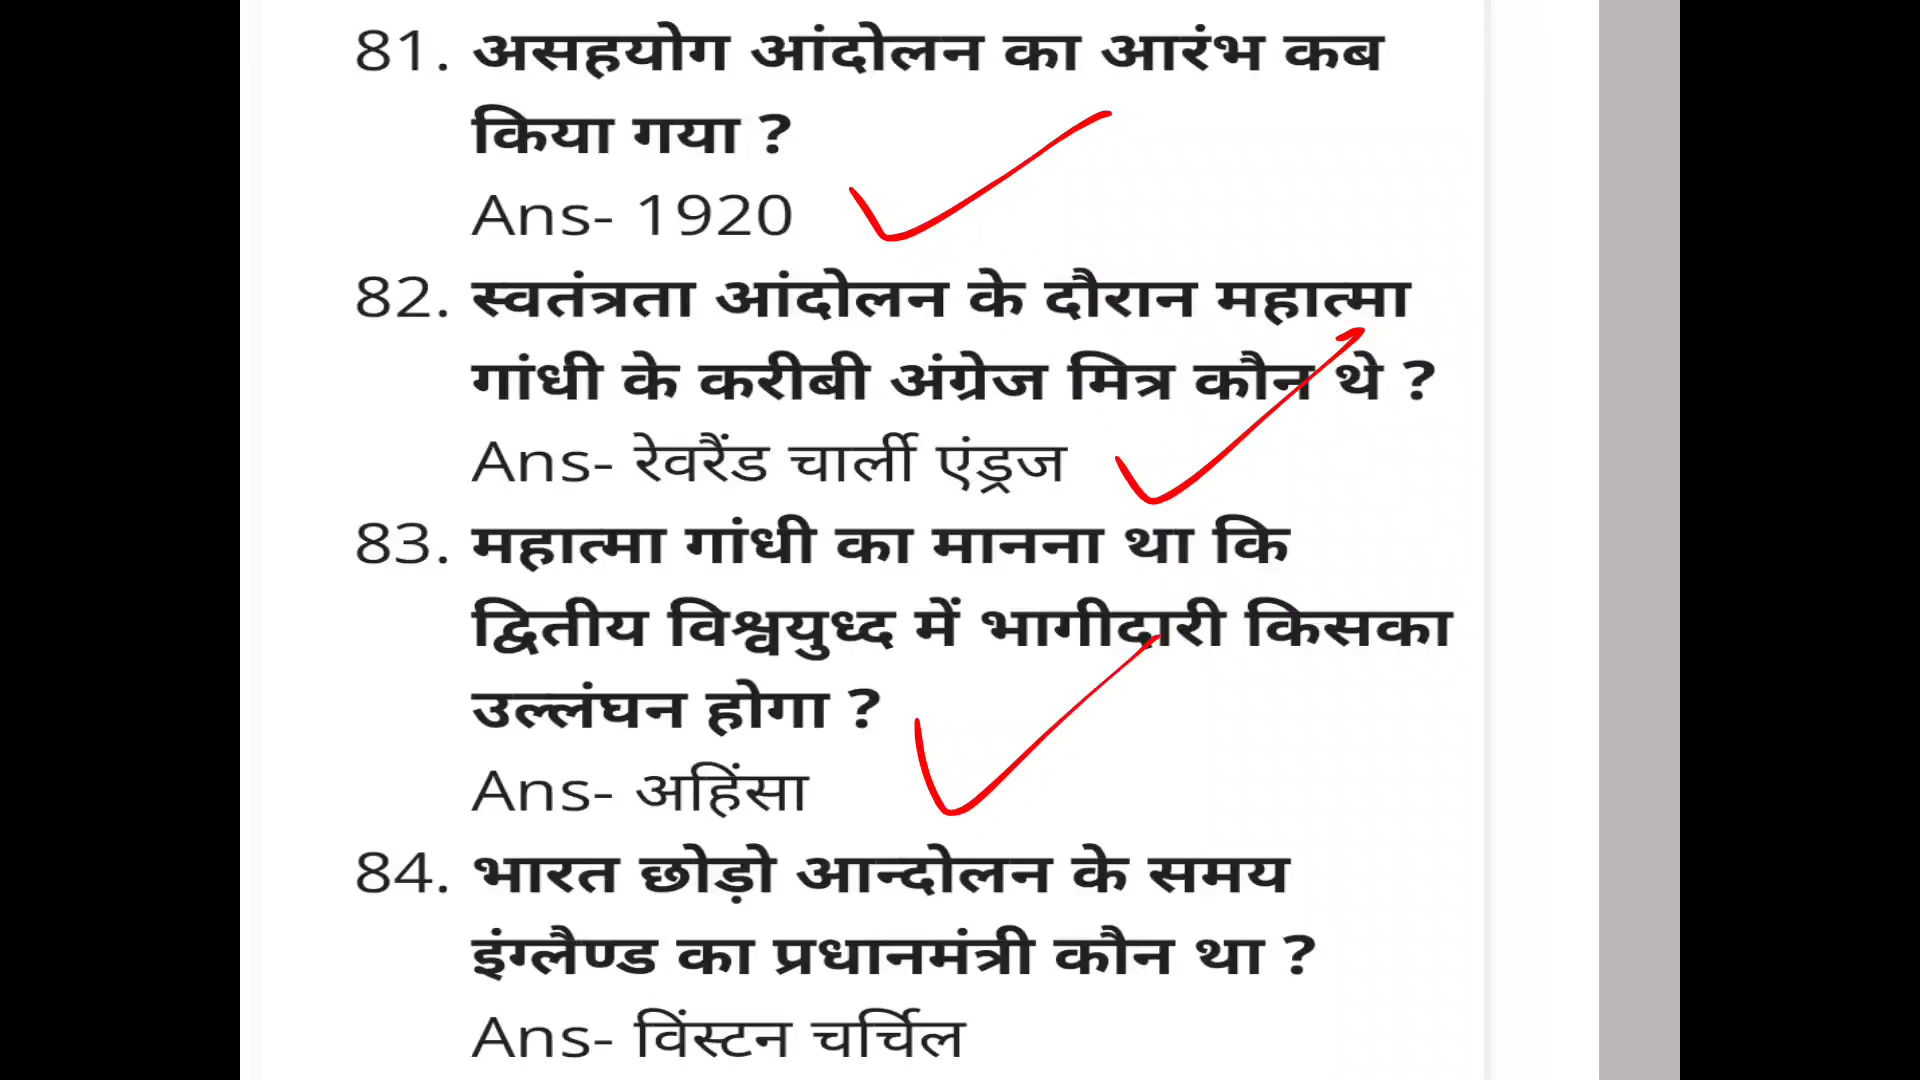 81. असहयोग आंदोलन का आरंभ कब
किया गया ?
Ans- 1920
82. स्वतंत्रता आंदोलन के दौरान महात्मा
गांधी के करीबी अंग्रेज मित्र कौन थे ?
Ans- रेवरैंड चार्ली एंड्रज
83. महात्मा गांधी का मानना था कि
द्वितीय विश्वयुध्द में भागीदारी किसका
उल्लंघन होगा ?
Ans- अहिंसा
84. भारत छोड़ो आन्दोलन के समय
इंग्लैण्ड का प्रधानमंत्री कौन था ?
Ans- विंस्टन चर्चिल